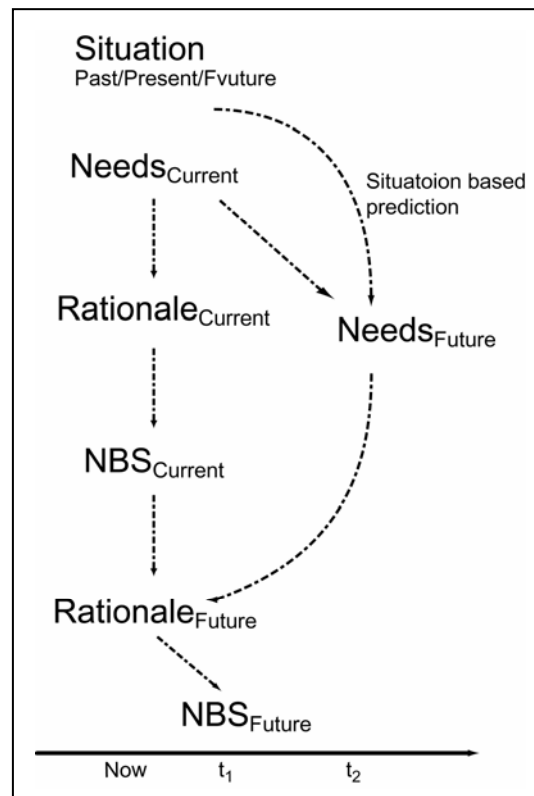 Situation
Past/Present/Fvuture
NeedsCurrent
Situatoion based
prediction
RationaleCurrent
NeedsFuture
NBSCurrent
RationaleFuture
NBSFuture
Now t1 t2